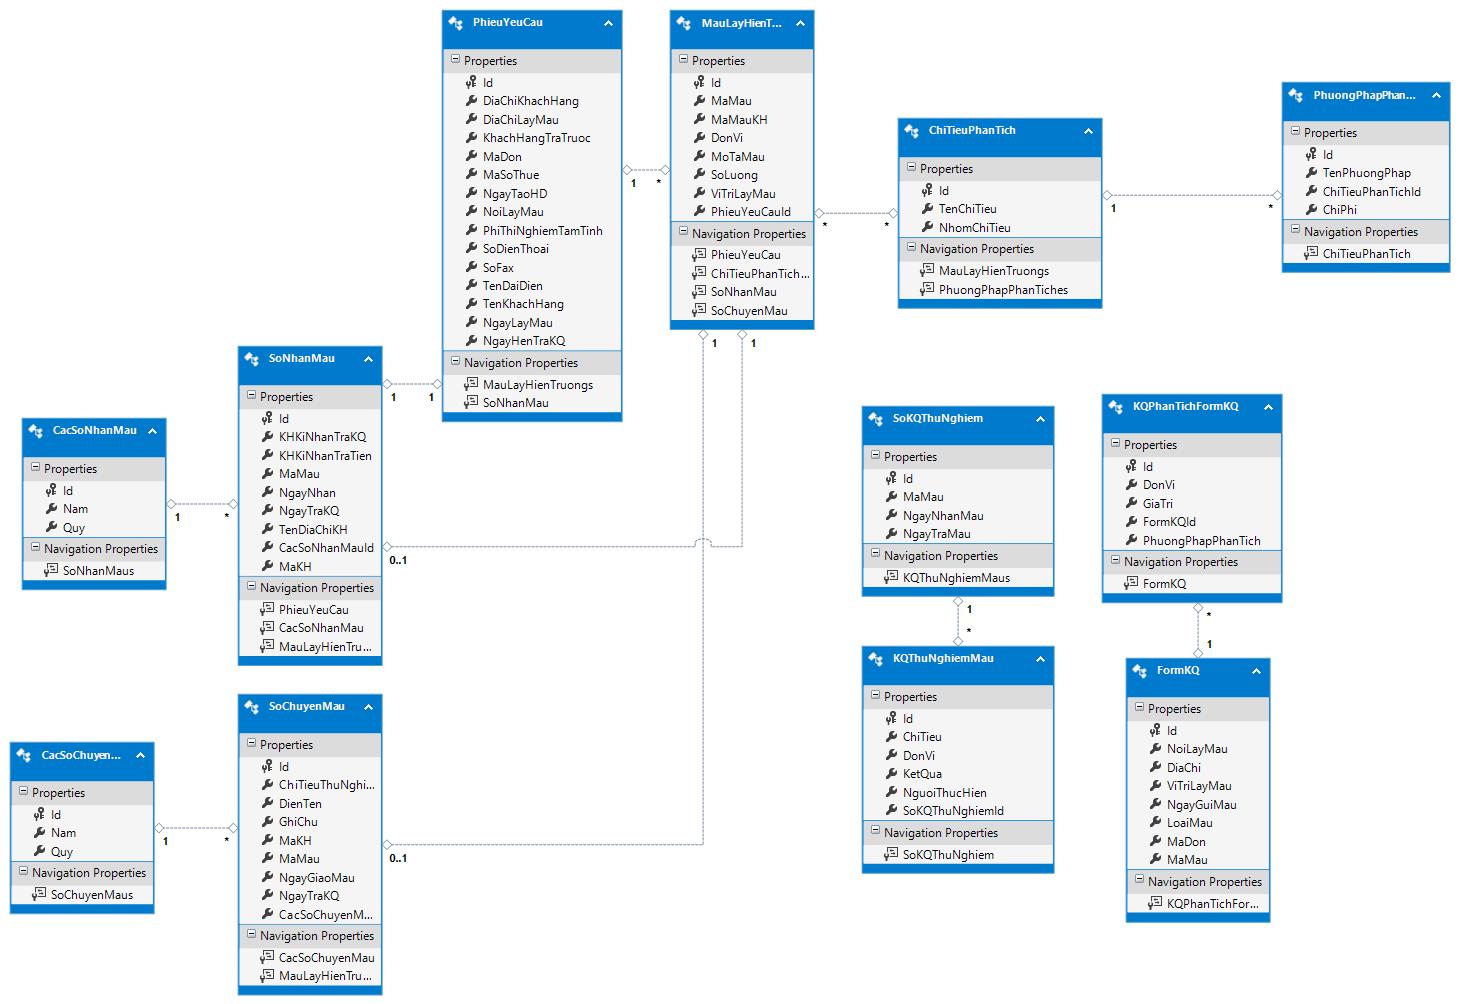 PhieuYeuCau
Properties
Id
DiaChiKhachHang
DiaChiLayMau
KhachHangTraTruoc
MaDon
MaSoThue
NgayTaoHD
NoiLayMau
PhiThiNghiemTamTinh
SoDienThoai
SoFax
TenDaiDien
TenKhachHang
NgayLayMau
NgayHenTraKQ
Navigation Properties
MauLayHienTruongs
SoNhanMau
1
*
MauLayHienT...
Properties
Id
MaMau
MaMauKH
DonVi
MoTaMau
SoLuong
ViTriLayMau
PhieuYeuCauId
Navigation Properties
PhieuYeuCau
ChiTieuPhanTich...
SoNhanMau
SoChuyenMau
*
*
1
1
ChiTieuPhanTich
Properties
Id
TenChiTieu
NhomChiTieu
Navigation Properties
MauLayHienTruongs
PhuongPhapPhanTiches
1
*
PhuongPhapPhan...
Properties
Id
TenPhuongPhap
ChiTieuPhanTichId
ChiPhi
Navigation Properties
ChiTieuPhanTich
SoNhanMau
Properties
Id
KHKiNhanTraKQ
KHKiNhanTraTien
MaMau
NgayNhan
NgayTraKQ
TenDiaChiKH
CacSoNhanMauId
MaKH
Navigation Properties
PhieuYeuCau
CacSoNhanMau
MauLayHienTru...
1
1
0..1
CacSoNhanMau
Properties
Id
Nam
Quy
Navigation Properties
SoNhanMaus
1
*
SoKQThuNghiem
Properties
Id
MaMau
NgayNhanMau
NgayTraMau
Navigation Properties
KQThuNghiemMaus
1
*
KQThuNghiemMau
Properties
Id
ChiTieu
DonVi
KetQua
NguoiThucHien
SoKQThuNghiemId
Navigation Properties
SoKQThuNghiem
KQPhanTichFormKQ
Properties
Id
DonVi
GiaTri
FormKQId
PhuongPhapPhanTich
Navigation Properties
FormKQ
*
1
FormKQ
Properties
Id
NoiLayMau
DiaChi
ViTriLayMau
NgayGuiMau
LoaiMau
MaDon
MaMau
Navigation Properties
KQPhanTichFor...
SoChuyenMau
Properties
Id
ChiTieuThuNghi...
DienTen
GhiChu
MaKH
MaMau
NgayGiaoMau
NgayTraKQ
CacSoChuyenM...
Navigation Properties
CacSoChuyenMau
MauLayHienTru...
0..1
CacSoChuyen...
Properties
Id
Nam
Quy
Navigation Properties
SoChuyenMaus
1
*